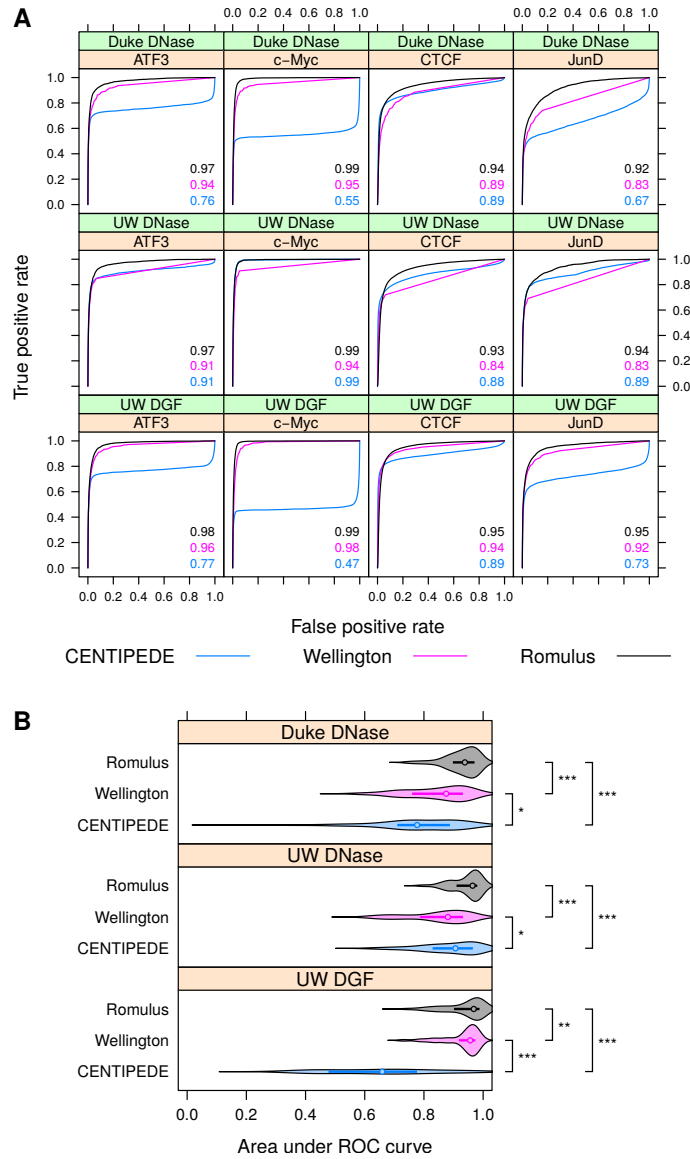 A
0.0 0.2 0.4 0.6 0.8 1.0 0.0 0.2 0.4 0.6 0.8 1.0
Duke DNase Duke DNase Duke DNase Duke DNase
ATF3 c-Myc CTCF JunD
1.0
0.8
0.6
0.4
0.2
0.0
0.97 0.99 0.94 0.92
0.94 0.95 0.89 0.83
0.76 0.55 0.89 0.67
UW DNase UW DNase UW DNase UW DNase
ATF3 c-Myc CTCF JunD
1.0
0.8
0.6
0.4
0.2
0.0
0.97 0.99 0.93 0.94
0.91 0.94 0.84 0.83
0.91 0.99 0.88 0.89
UW DGF UW DGF UW DGF UW DGF
ATF3 c-Myc CTCF JunD
1.0
0.8
0.6
0.4
0.2
0.0
0.98 0.99 0.95 0.95
0.96 0.98 0.94 0.92
0.77 0.47 0.89 0.73
0.0 0.2 0.4 0.6 0.8 1.0 0.0 0.2 0.4 0.6 0.8 1.0
True positive rate
False positive rate
CENTIPEDE Wellington Romulus
B
Duke DNase
Romulus
Wellington
CENTIPEDE
***
*
***
UW DNase
Romulus
Wellington
CENTIPEDE
***
*
***
UW DGF
Romulus
Wellington
CENTIPEDE
**
***
***
0.0 0.2 0.4 0.6 0.8 1.0
Area under ROC curve